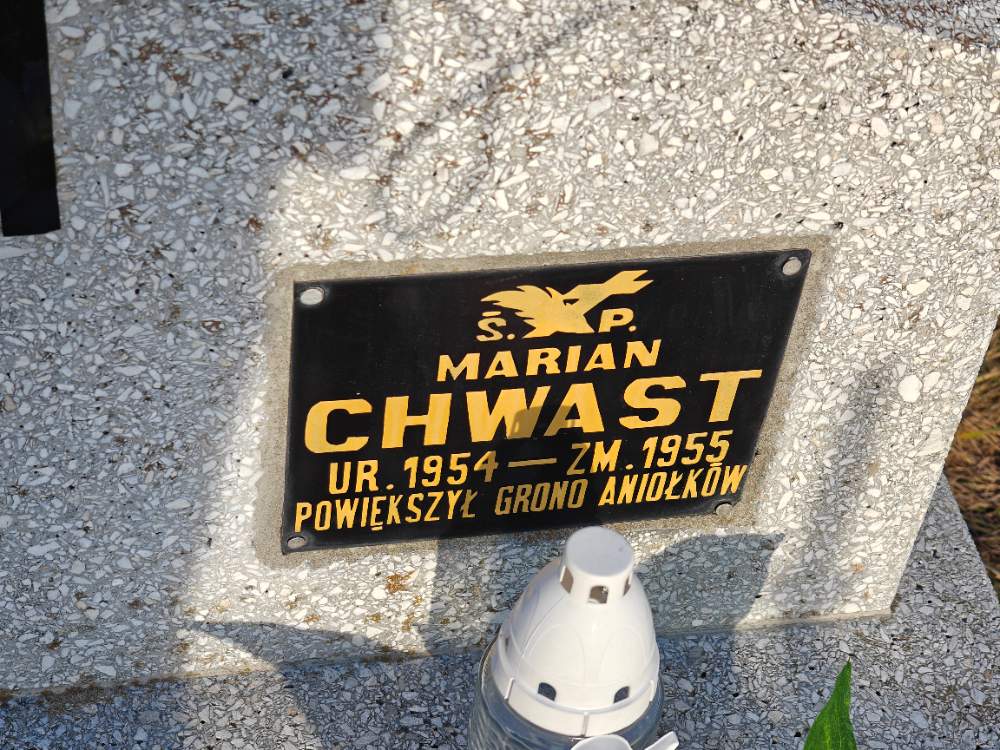 Ś. P.
MARIAN
CHWAST
UR. 1954 — ZM. 1955
POWIĘKSZYŁ GRONO ANIOŁKÓW